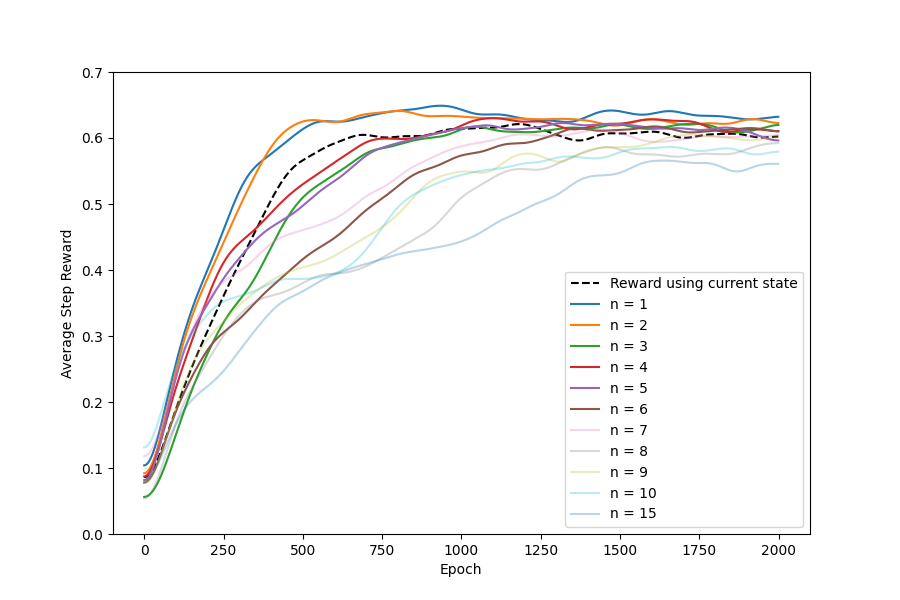 0.7
0.6
0.5
0.4
0.3
0.2
0.1
0.0
Average Step Reward
0
250
500
750
1000
1250
1500
1750
2000
Epoch
Reward using current state
n = 1
n = 2
n = 3
n = 4
n = 5
n = 6
n = 7
n = 8
n = 9
n = 10
n = 15